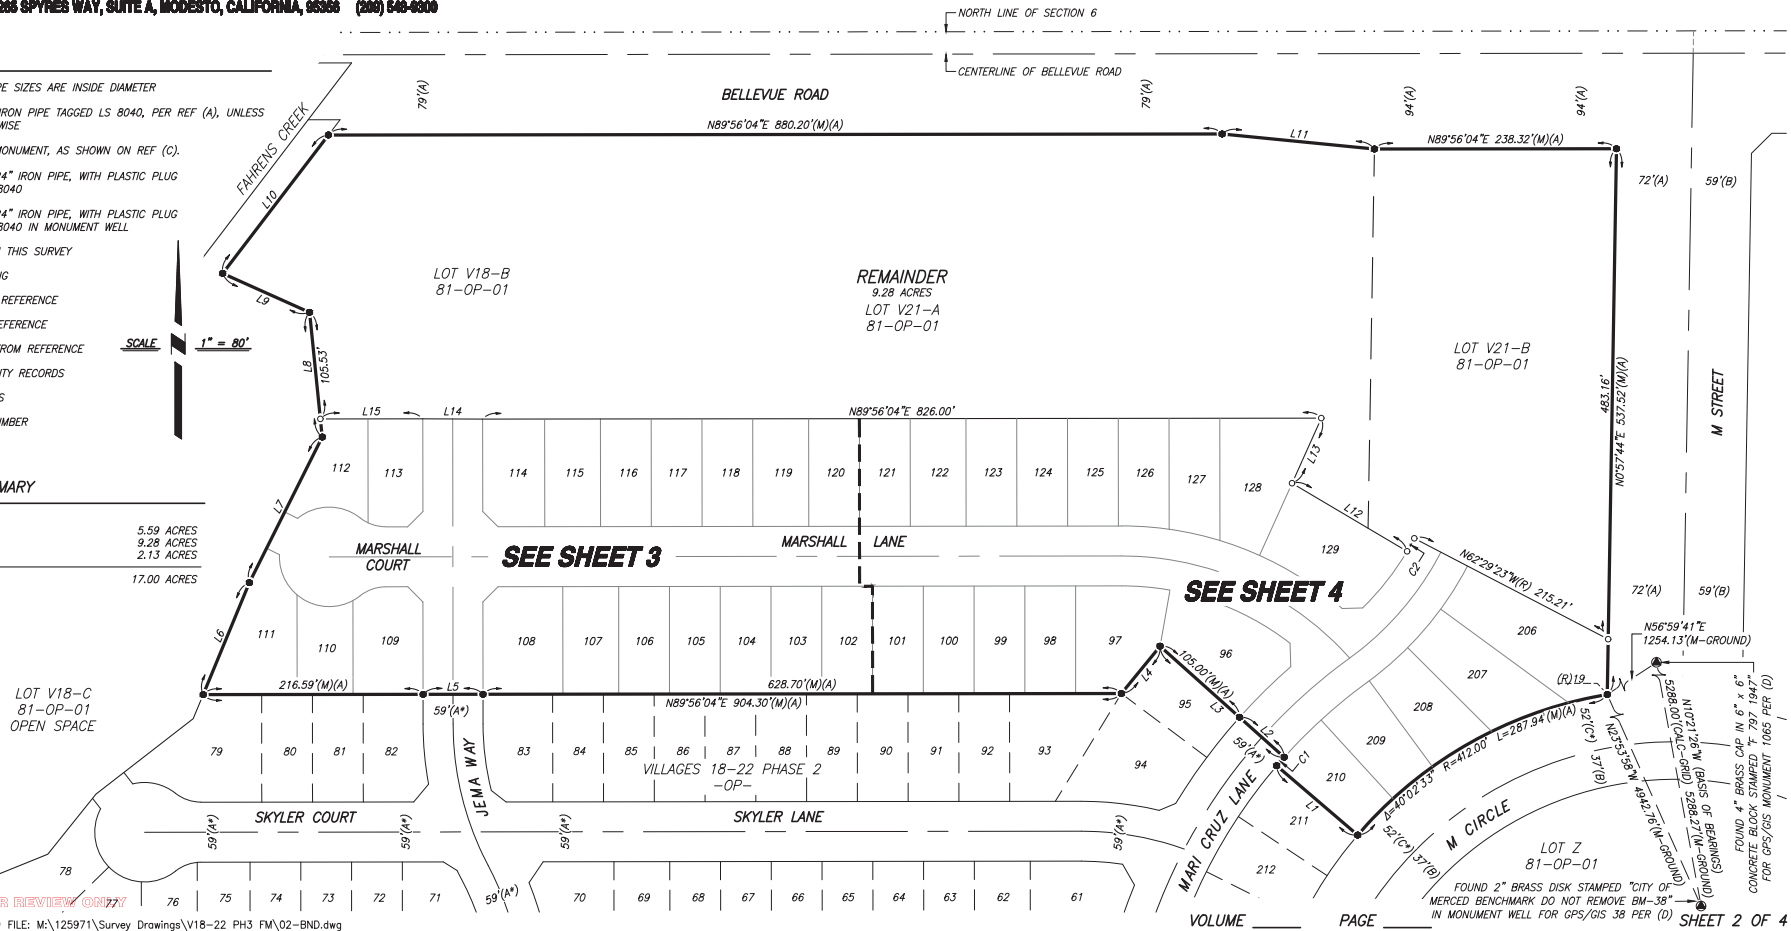 265 SPYRES WAY, SUITE A, MODESTO, CALIFORNIA, 95356 (209) 548-9300
PE SIZES ARE INSIDE DIAMETER
RON PIPE TAGGED LS 8040, PER REF (A), UNLESS
WISE
MONUMENT, AS SHOWN ON REF (C).
24" IRON PIPE, WITH PLASTIC PLUG
8040
24" IRON PIPE, WITH PLASTIC PLUG
8040 IN MONUMENT WELL
THIS SURVEY
NG
REFERENCE
EFERENCE
FROM REFERENCE
NTY RECORDS
S
UMBER
SCALE 1" = 80'
MARY
5.59 ACRES
9.28 ACRES
2.13 ACRES
17.00 ACRES
NORTH LINE OF SECTION 6
CENTERLINE OF BELLEVUE ROAD
79'(A)
BELLEVUE ROAD
79'(A)
94'(A)
94'(A)
FAHRENS CREEK
N89°56'04"E 880.20'(M)(A)
L11
N89°56'04"E 238.32'(M)(A)
72'(A)
59'(B)
L10
L9
L8
105.53'
LOT V18-B
81-OP-01
REMAINDER
9.28 ACRES
LOT V21-A
81-OP-01
LOT V21-B
81-OP-01
483.16'
N0°57'44"E 537.52'(M)(A)
M STREET
L15
L14
N89°56'04"E 826.00'
L13
L12
C2
N62°29'23"W(R) 215.21'
112
113
114
115
116
117
118
119
120
121
122
123
124
125
126
127
128
129
L7
L6
MARSHALL
COURT
SEE SHEET 3
MARSHALL LANE
SEE SHEET 4
72'(A)
59'(B)
111
110
109
108
107
106
105
104
103
102
101
100
99
98
97
96
206
207
208
209
210
N56°59'41"E
1254.13'(M-GROUND)
(R)19
LOT V18-C
81-OP-01
OPEN SPACE
216.59'(M)(A)
L5
59'(A*)
628.70'(M)(A)
N89°56'04"E 904.30'(M)(A)
L4
105.00'(M)(A)
L3
L2
C1
59'(A*)
L1
79
80
81
82
83
84
85
86
87
88
89
90
91
92
93
94
95
VILLAGES 18-22 PHASE 2
-OP-
JEMA WAY
MARI CRUZ LANE
211
212
Δ=40°02'33" R=412.00' L=287.94'(M)(A)
52'(C*) 37'(B)
52'(C*) 37'(B)
M CIRCLE
N23°53'58"W 4942.76'(M-GROUND)
N10°21'26"W (BASIS OF BEARINGS)
5288.00'(CALC-GRID) 5288.27'(M-GROUND)
FOUND 4" BRASS CAP IN 6" x 6"
CONCRETE BLOCK STAMPED "F 797 1947"
FOR GPS/GIS MONUMENT 1065 PER (D)
SKYLER COURT
SKYLER LANE
59'(A*)
59'(A*)
59'(A*)
59'(A*)
59'(A*)
LOT Z
81-OP-01
78
77
76
75
74
73
72
71
70
69
68
67
66
65
64
63
62
61
FOUND 2" BRASS DISK STAMPED "CITY OF
MERCED BENCHMARK DO NOT REMOVE BM-38"
IN MONUMENT WELL FOR GPS/GIS 38 PER (D)
R REVIEW ONLY
FILE: M:\125971\Survey Drawings\V18-22 PH3 FM\02-BND.dwg
VOLUME ____ PAGE ____ SHEET 2 OF 4